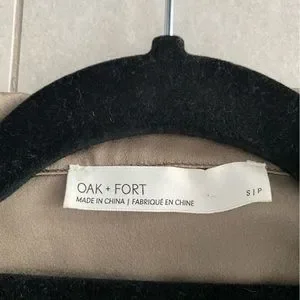 OAK + FORT
MADE IN CHINA | FABRIQUÉ EN CHINE
S | P